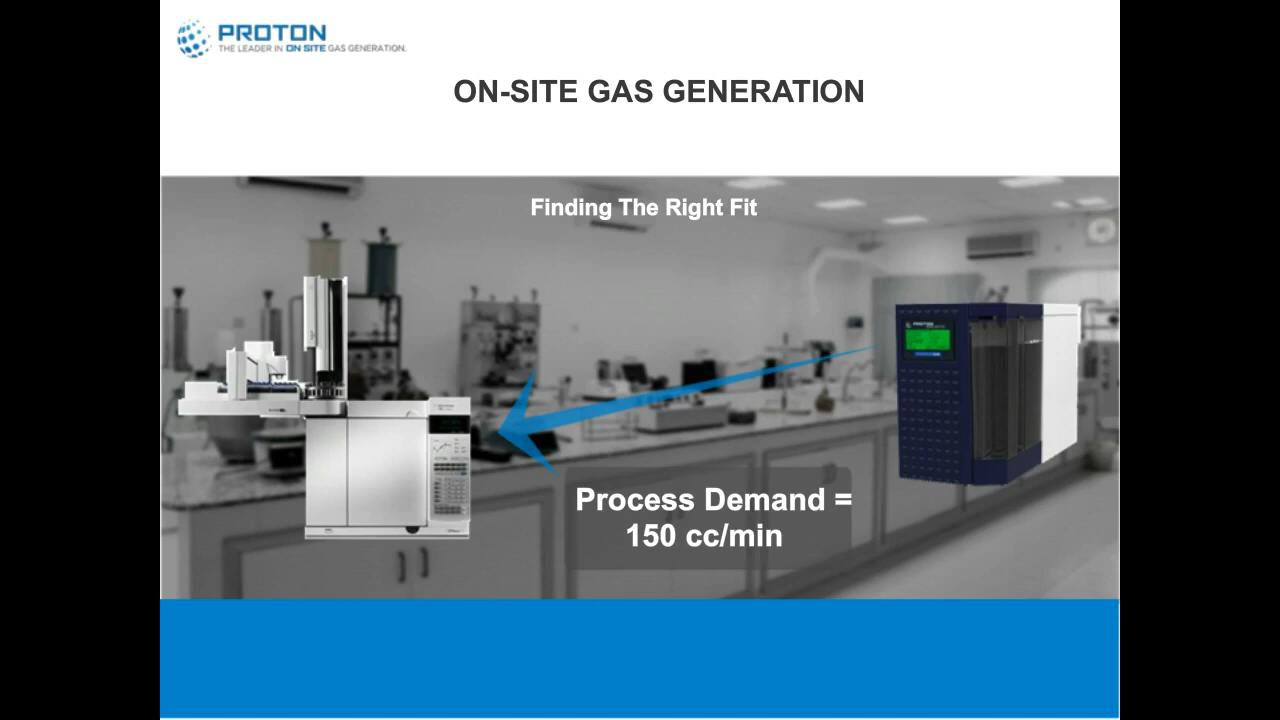 PROTON
THE LEADER IN ON SITE GAS GENERATION.
ON-SITE GAS GENERATION
Finding The Right Fit
PROTON
Process Demand =
150 cc/min